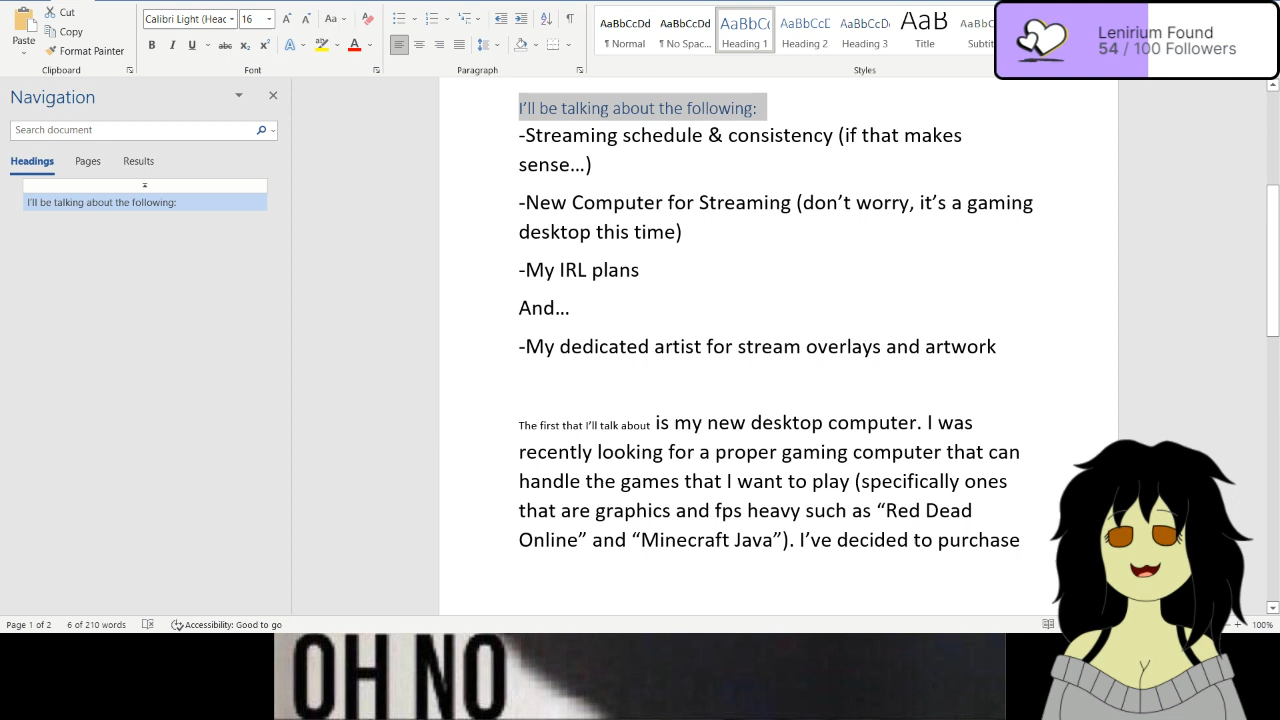 Cut
Copy
Format Painter
Paste
Clipboard
Calibri Light (Head
16
Font
Paragraph
AaBbCcDd
¶ Normal
AaBbCcDd
¶ No Spac...
AaBbC(
Heading 1
AaBbCcD
Heading 2
AaBbCcDd
Heading 3
AaB
Title
AaBbCc
Subtit
Styles
Lenirium Found
54 / 100 Followers
Navigation
Search document
Headings Pages Results
I'll be talking about the following:
I'll be talking about the following:
-Streaming schedule & consistency (if that makes
sense…)
-New Computer for Streaming (don't worry, it's a gaming
desktop this time)
-My IRL plans
And…
-My dedicated artist for stream overlays and artwork
The first that I'll talk about is my new desktop computer. I was
recently looking for a proper gaming computer that can
handle the games that I want to play (specifically ones
that are graphics and fps heavy such as “Red Dead
Online” and “Minecraft Java”). I've decided to purchase
Page 1 of 2 6 of 210 words Accessibility: Good to go
100%
OH NO